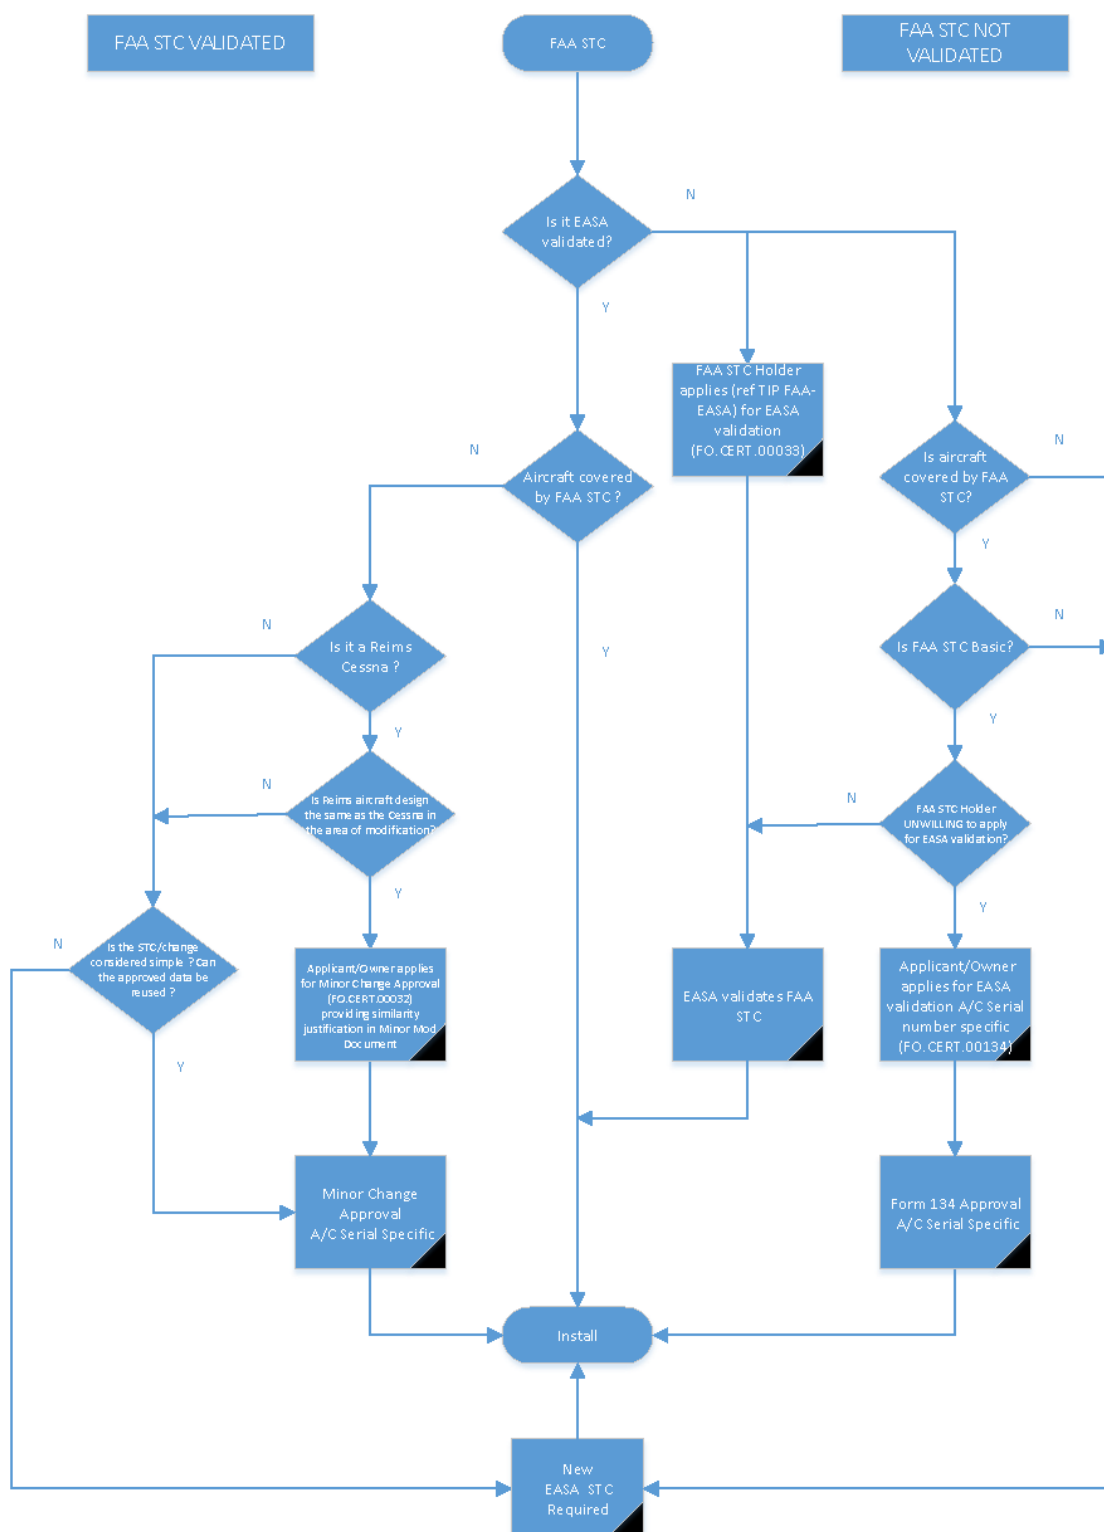 FAA STC VALIDATED
FAA STC
FAA STC NOT
VALIDATED
N
Is it EASA
validated?
Y
FAA STC Holder
applies (ref TIP FAA-
EASA) for EASA
validation
(FO.CERT.00033)
N
Aircraft covered
by FAA STC ?
N
Is aircraft
covered by FAA
STC?
Y
N
Is it a Reims
Cessna ?
Y
N
Is FAA STC Basic?
Y
Y
N
Is Reims aircraft design
the same as the Cessna in
the area of modification?
N
FAA STC Holder
UNWILLING to apply
for EASA validation?
Y
Y
N
Is the STC/change
considered simple ? Can
the approved data be
reused ?
Y
Applicant/Owner applies
for Minor Change Approval
(FO.CERT.00032)
providing similarity
justification in Minor Mod
Document
EASA validates FAA
STC
Applicant/Owner
applies for EASA
validation A/C Serial
number specific
(FO.CERT.00134)
Minor Change
Approval
A/C Serial Specific
Form 134 Approval
A/C Serial Specific
Install
New
EASA STC
Required